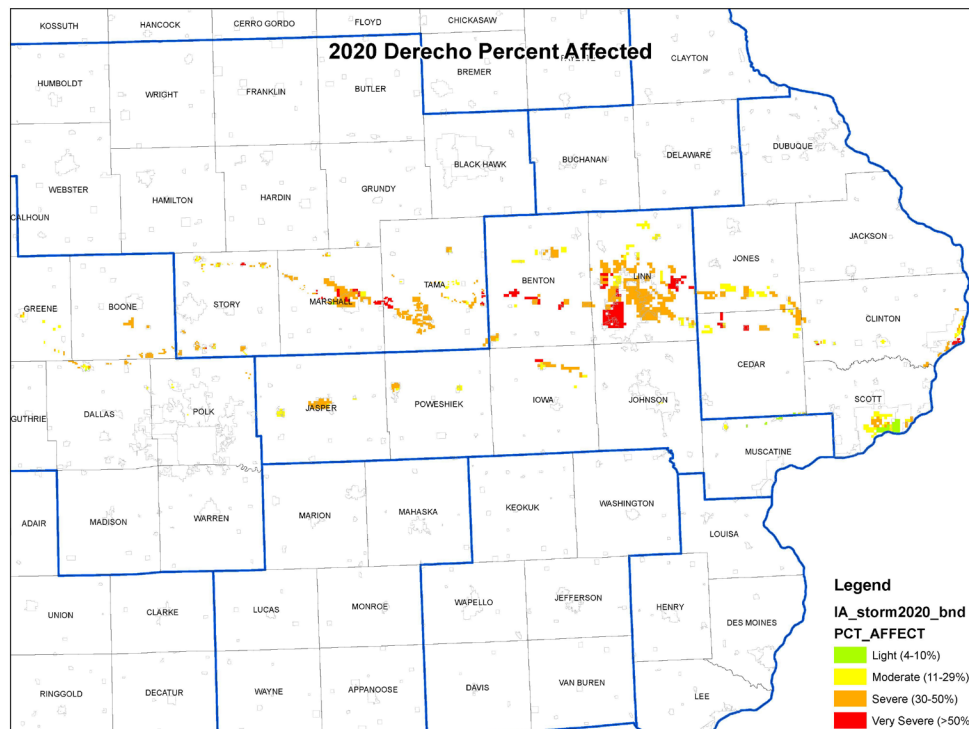 KOSSUTH HANCOCK CERRO GORDO FLOYD CHICKASAW
2020 Derecho Percent Affected
CLAYTON
HUMBOLDT WRIGHT FRANKLIN BUTLER BREMER
WEBSTER HAMILTON HARDIN GRUNDY BLACK HAWK BUCHANAN DELAWARE DUBUQUE
CALHOUN
GREENE BOONE STORY MARSHALL TAMA BENTON LINN JONES JACKSON
CLINTON
GUTHRIE DALLAS POLK JASPER POWESHIEK IOWA JOHNSON CEDAR SCOTT
MUSCATINE
ADAIR MADISON WARREN MARION MAHASKA KEOKUK WASHINGTON
LOUISA
UNION CLARKE LUCAS MONROE WAPELLO JEFFERSON HENRY
DES MOINES
RINGGOLD DECATUR WAYNE APPANOOSE DAVIS VAN BUREN LEE
Legend
IA_storm2020_bnd
PCT_AFFECT
Light (4-10%)
Moderate (11-29%)
Severe (30-50%)
Very Severe (>50%